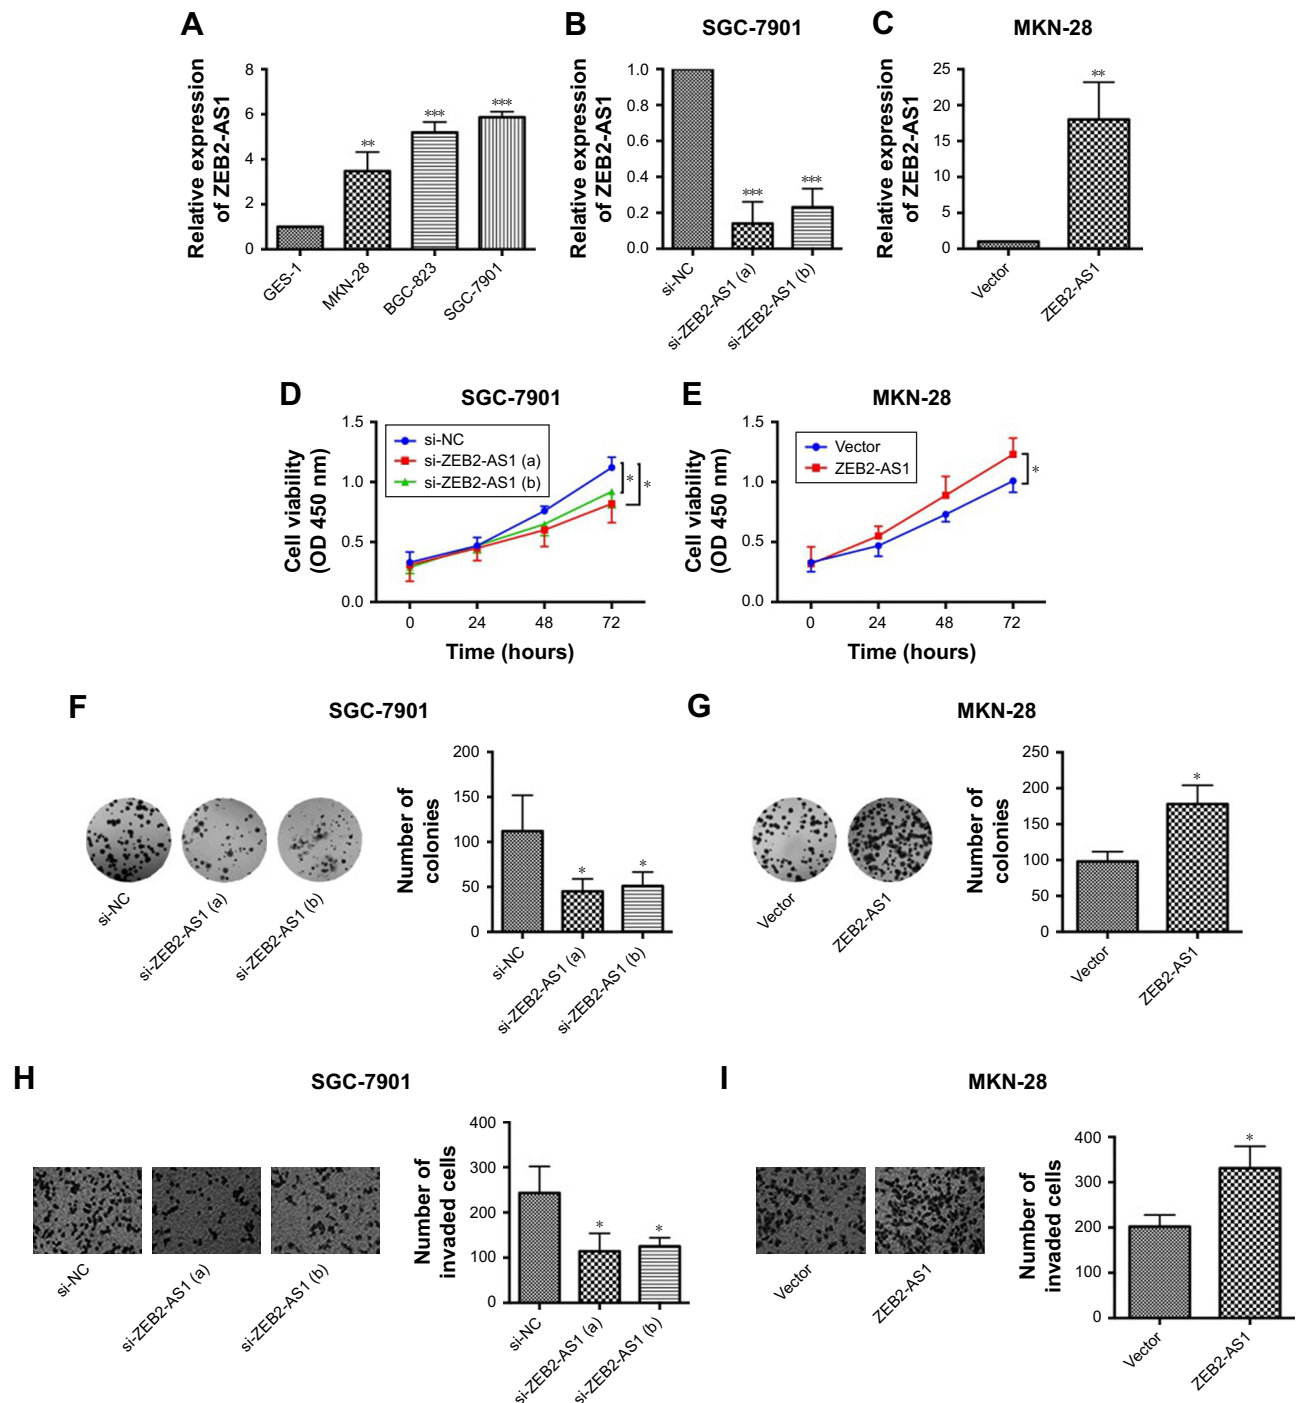 A
Relative expression
of ZEB2-AS1
8
6
4
2
0
**
***
***
GES-1
MKN-28
BGC-823
SGC-7901
B
SGC-7901
Relative expression
of ZEB2-AS1
1.0
0.8
0.6
0.4
0.2
0.0
***
***
si-NC
si-ZEB2-AS1 (a)
si-ZEB2-AS1 (b)
C
MKN-28
Relative expression
of ZEB2-AS1
25
20
15
10
5
0
**
Vector
ZEB2-AS1
D
SGC-7901
Cell viability
(OD 450 nm)
1.5
1.0
0.5
0.0
si-NC
si-ZEB2-AS1 (a)
si-ZEB2-AS1 (b)
*
*
0
24
48
72
Time (hours)
E
MKN-28
Cell viability
(OD 450 nm)
1.5
1.0
0.5
0.0
Vector
ZEB2-AS1
*
0
24
48
72
Time (hours)
F
SGC-7901
si-NC
si-ZEB2-AS1 (a)
si-ZEB2-AS1 (b)
Number of
colonies
200
150
100
50
0
*
*
si-NC
si-ZEB2-AS1 (a)
si-ZEB2-AS1 (b)
G
MKN-28
Vector
ZEB2-AS1
Number of
colonies
250
200
150
100
50
0
*
Vector
ZEB2-AS1
H
SGC-7901
si-NC
si-ZEB2-AS1 (a)
si-ZEB2-AS1 (b)
Number of
invaded cells
400
300
200
100
0
*
*
si-NC
si-ZEB2-AS1 (a)
si-ZEB2-AS1 (b)
I
MKN-28
Vector
ZEB2-AS1
Number of
invaded cells
400
300
200
100
0
*
Vector
ZEB2-AS1